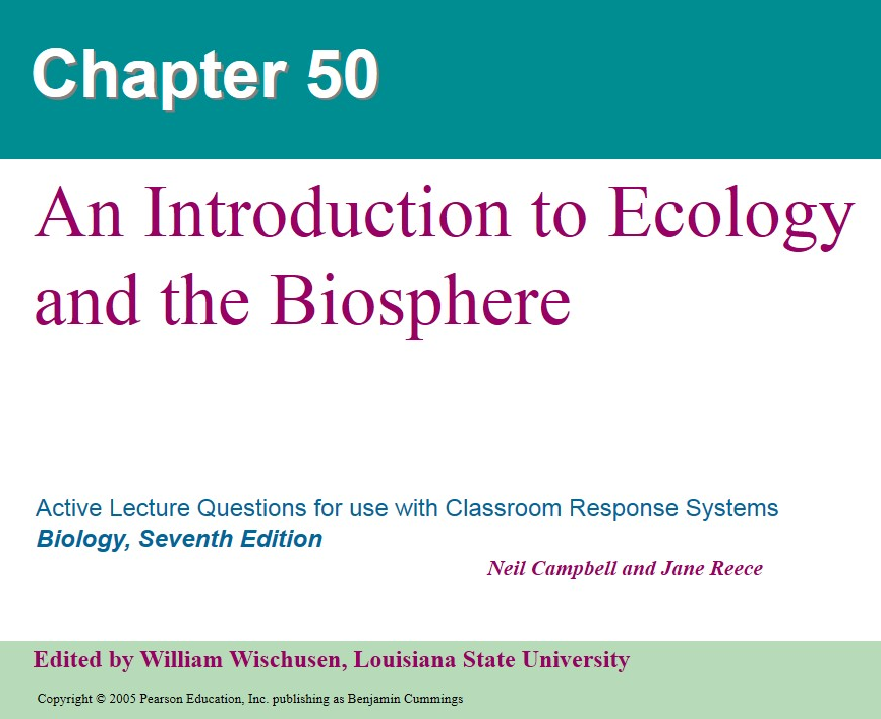 Chapter 50
An Introduction to Ecology
and the Biosphere
Active Lecture Questions for use with Classroom Response Systems
Biology, Seventh Edition
Neil Campbell and Jane Reece
Edited by William Wischusen, Louisiana State University
Copyright © 2005 Pearson Education, Inc. publishing as Benjamin Cummings